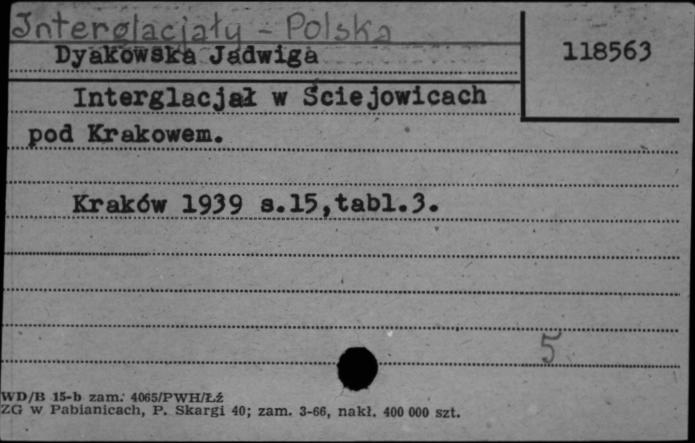 Interglacjały - Polska
118563
Dyakowska Jadwiga
Interglacjał w Ściejowicach
pod Krakowem.
Kraków 1939 s.15,tabl.3.
5
WD/B 15-b zam. 4065/PWH/Łź
ZG w Pabianicach, P. Skargi 40; zam. 3-66, nakł. 400 000 szt.